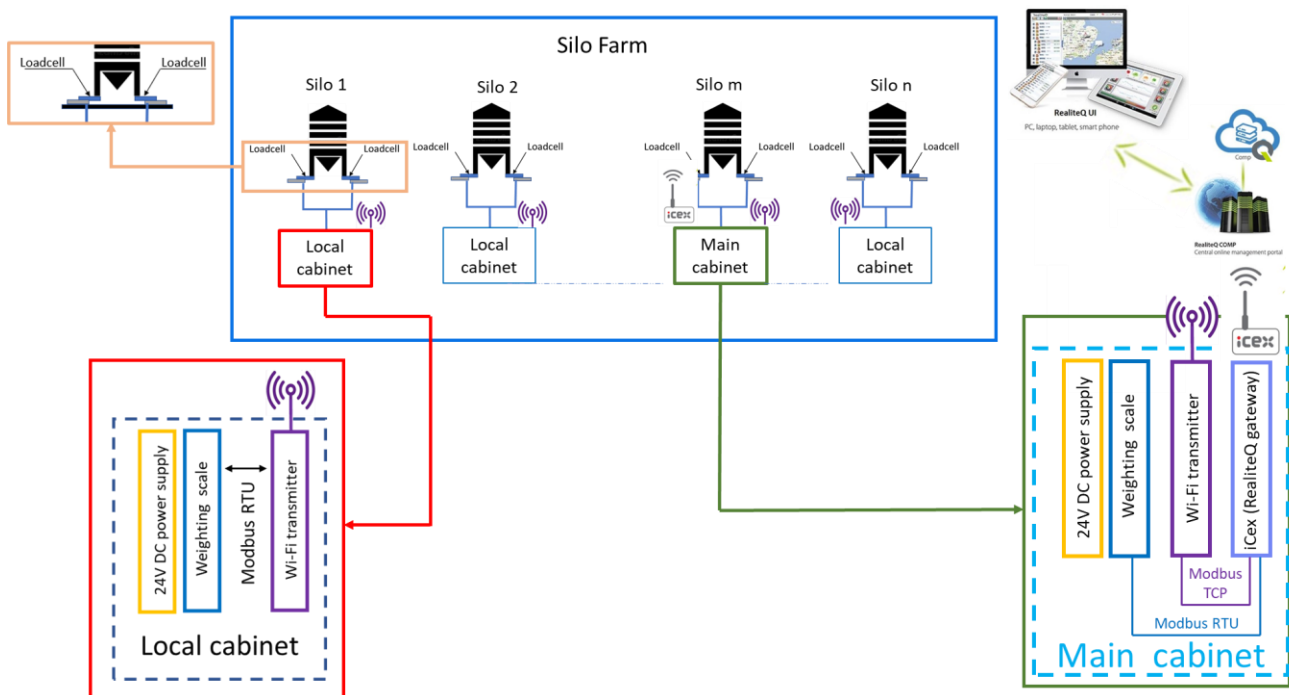 Silo Farm
Loadcell
Loadcell
Silo 1
Silo 2
Silo m
Silo n
Loadcell
Loadcell
Loadcell
Loadcell
Loadcell
Loadcell
Loadcell
Loadcell
icex
Local
cabinet
Local
cabinet
Main
cabinet
Local
cabinet
RealiteQ UI
PC, laptop, tablet, smart phone
Comp
RealiteQ COMP
Central online management portal
icex
24V DC power supply
Weighting scale
Modbus RTU
Wi-Fi transmitter
Local cabinet
24V DC power supply
Weighting scale
Wi-Fi transmitter
iCex (RealiteQ gateway)
Modbus
TCP
Modbus RTU
Main cabinet